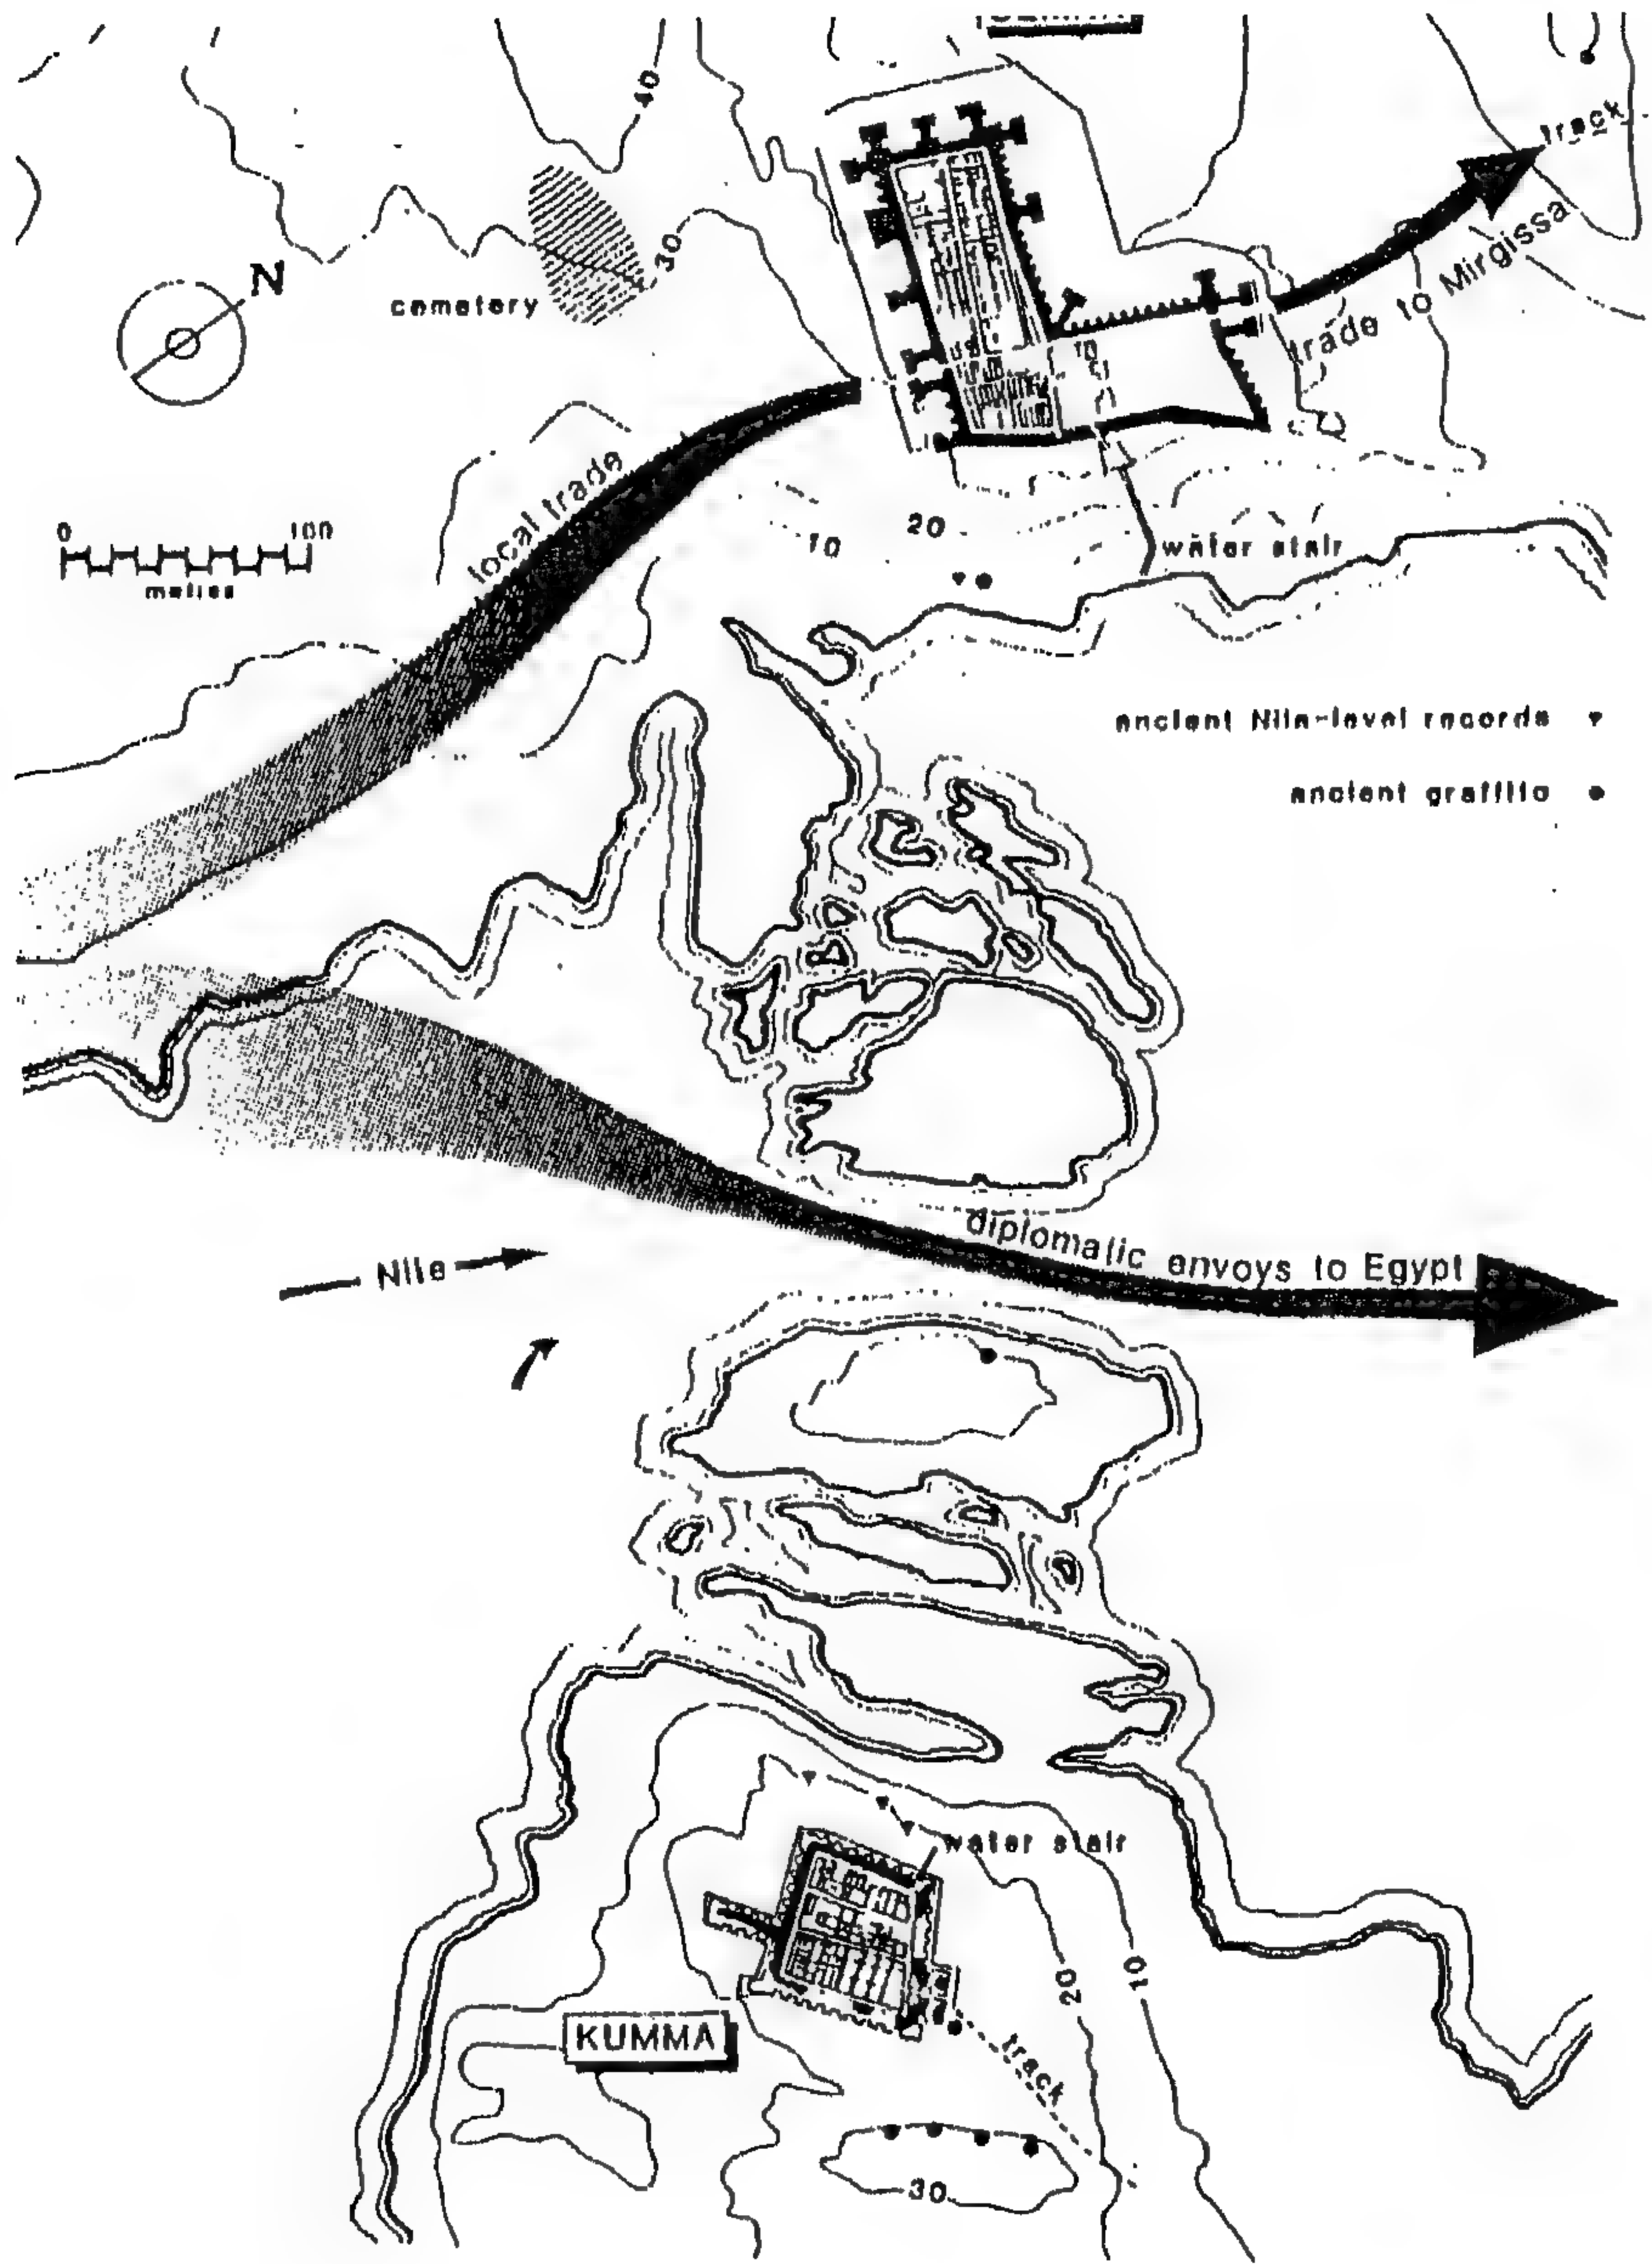 40
track
N
30
cemetery
trade to Mirgissa
local trade
0 100
metres
10
20
water stair
ancient Nile-level records
ancient graffito
diplomatic envoys to Egypt
Nile
water stair
20
10
KUMMA
track
30